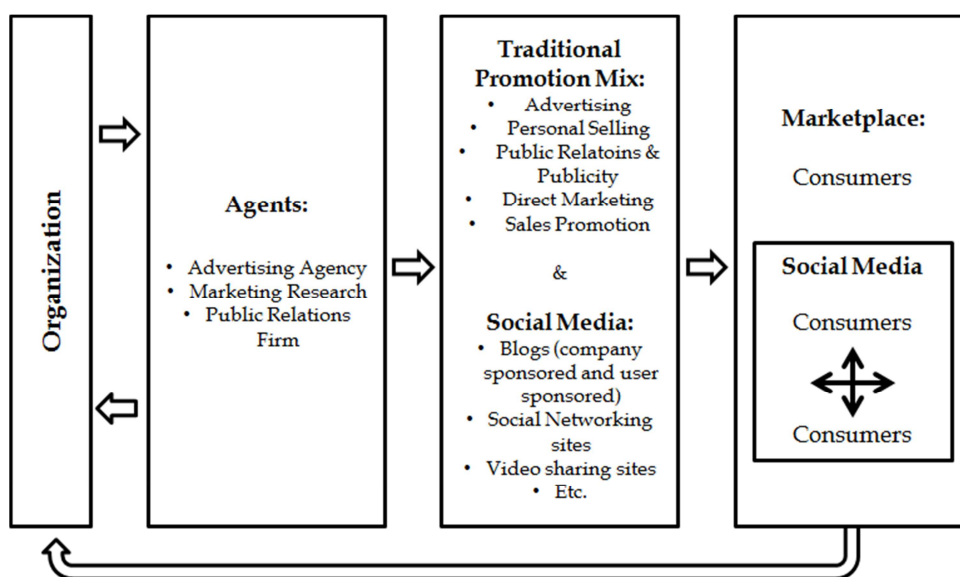 Organization
Agents:
• Advertising Agency
• Marketing Research
• Public Relations
Firm
Traditional
Promotion Mix:
• Advertising
• Personal Selling
• Public Relatoins &
Publicity
• Direct Marketing
• Sales Promotion
&
Social Media:
• Blogs (company
sponsored and user
sponsored)
• Social Networking
sites
• Video sharing sites
• Etc.
Marketplace:
Consumers
Social Media
Consumers
Consumers